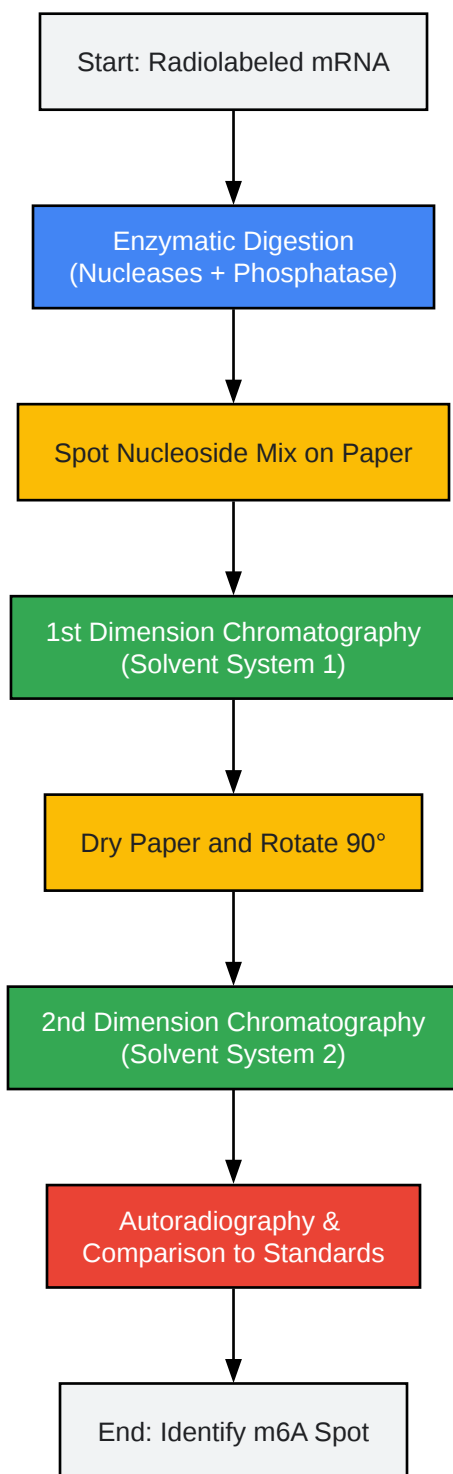 Start: Radiolabeled mRNA
Enzymatic Digestion
(Nucleases + Phosphatase)
Spot Nucleoside Mix on Paper
1st Dimension Chromatography
(Solvent System 1)
Dry Paper and Rotate 90°
2nd Dimension Chromatography
(Solvent System 2)
Autoradiography &
Comparison to Standards
End: Identify m6A Spot